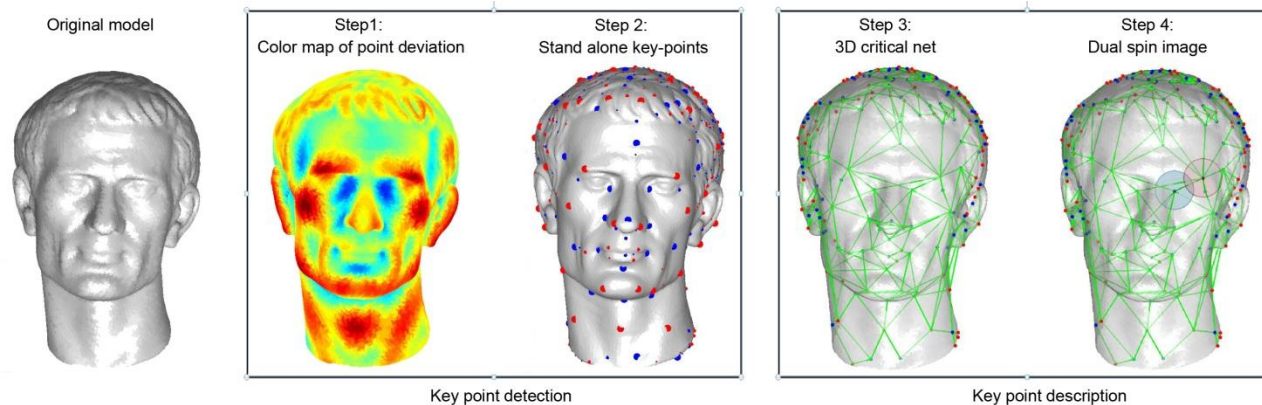 Original model
Step1:
Color map of point deviation
Step 2:
Stand alone key-points
Step 3:
3D critical net
Step 4:
Dual spin image
Key point detection
Key point description